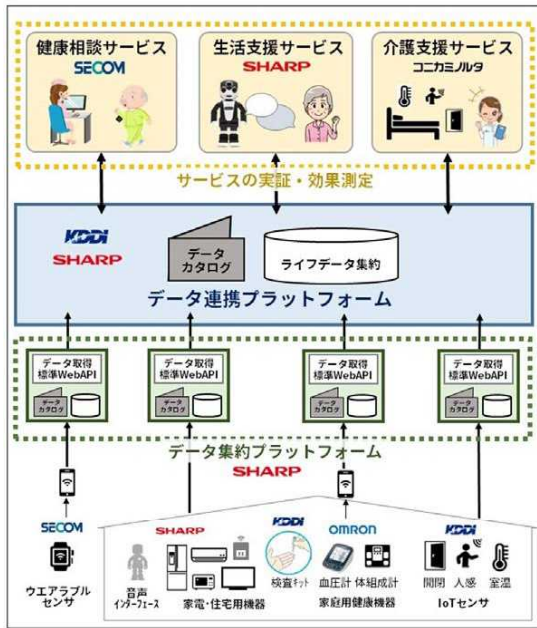 健康相談サービス
SECOM
生活支援サービス
SHARP
介護支援サービス
コニカミノルタ
サービスの実証・効果測定
KDDI
SHARP
データ
カタログ
ライフデータ集約
データ連携プラットフォーム
データ取得
標準WebAPI
データ
カタログ
データ取得
標準WebAPI
データ
カタログ
データ取得
標準WebAPI
データ
カタログ
データ取得
標準WebAPI
データ
カタログ
データ集約プラットフォーム
SHARP
SECOM
ウエアラブル
センサ
SHARP
音声
インターフェース
家電・住宅用機器
KDDI
検査キット
OMRON
血圧計 体組成計
家庭用健康機器
KDDI
開閉 人感 室温
IoTセンサ